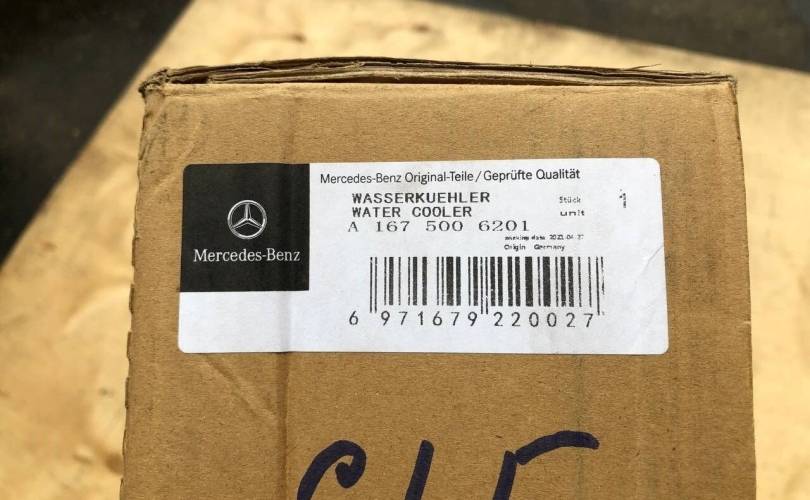 Mercedes-Benz Original-Teile/Geprüfte Qualität
WASSERKUEHLER Stück 1
WATER COOLER unit
A 167 500 6201
Origin Germany
Mercedes-Benz
6 971679 220027